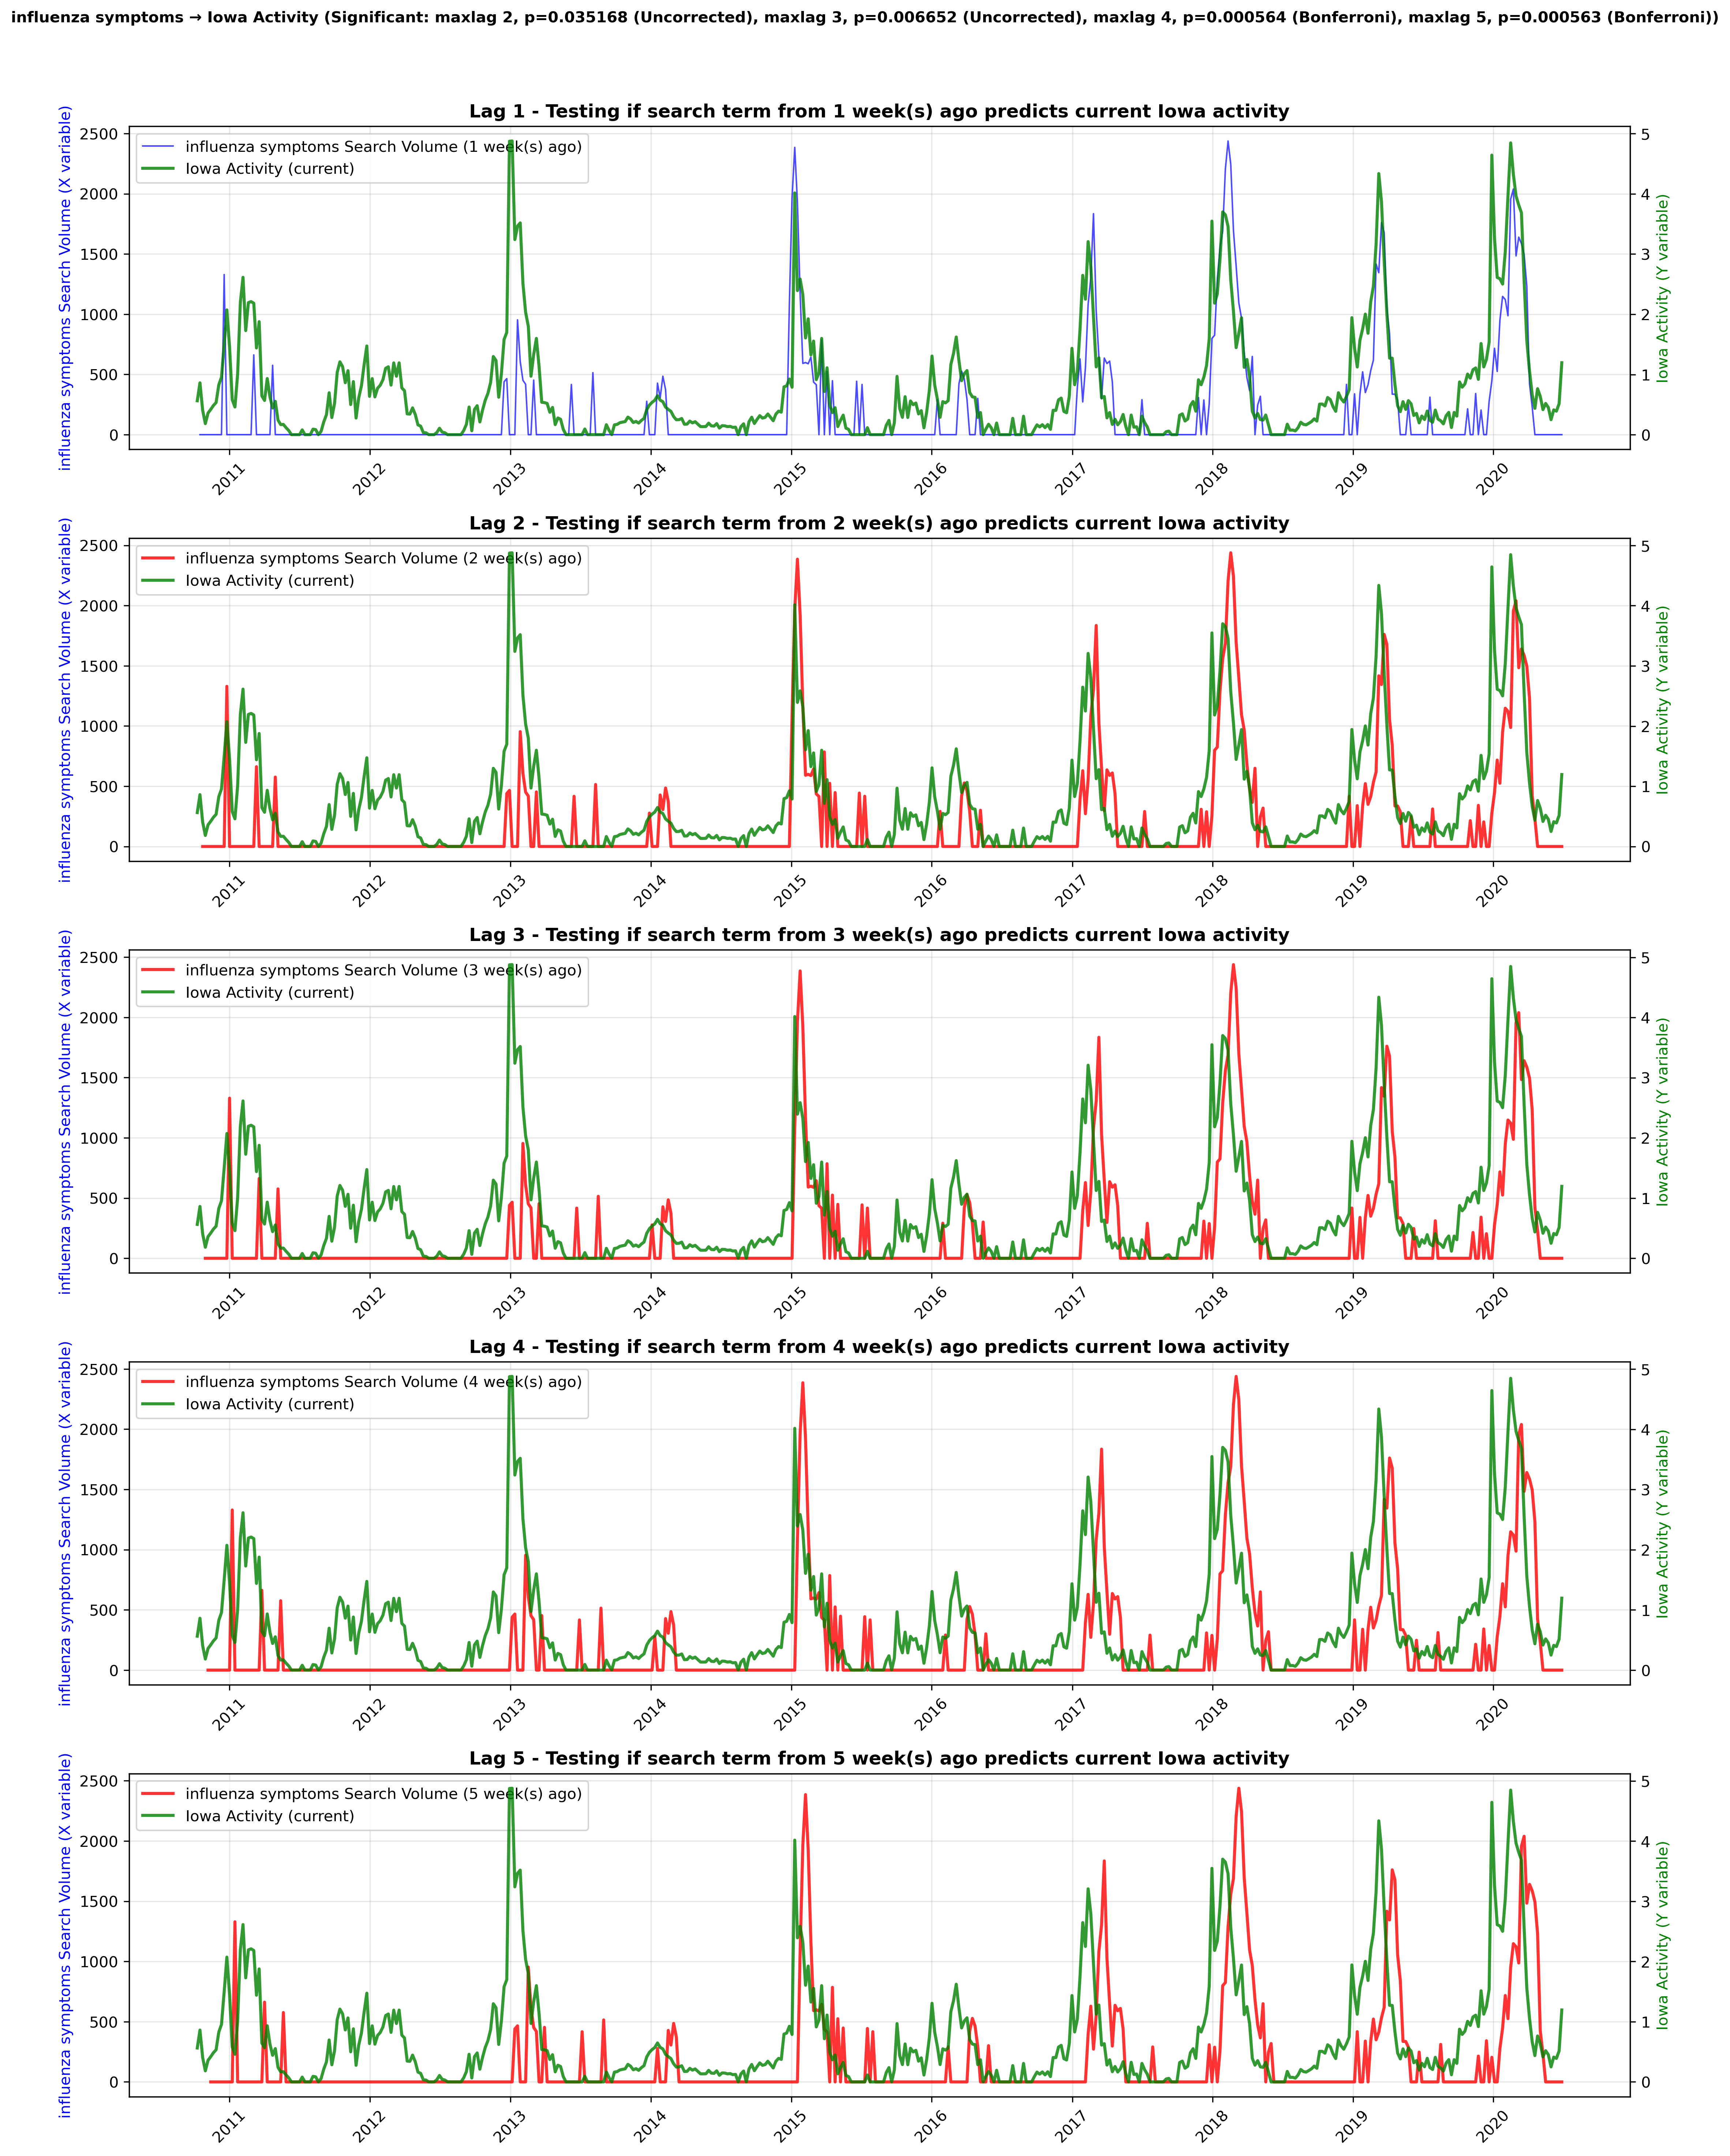 influenza symptoms → Iowa Activity (Significant: maxlag 2, p=0.035168 (Uncorrected), maxlag 3, p=0.006652 (Uncorrected), maxlag 4, p=0.000564 (Bonferroni), maxlag 5, p=0.000563 (Bonferroni))
Lag 1 - Testing if search term from 1 week(s) ago predicts current Iowa activity
influenza symptoms Search Volume (1 week(s) ago)
Iowa Activity (current)
influenza symptoms Search Volume (X variable)
2500
2000
1500
1000
500
0
5
4
3
2
1
0
Iowa Activity (Y variable)
2011 2012 2013 2014 2015 2016 2017 2018 2019 2020
Lag 2 - Testing if search term from 2 week(s) ago predicts current Iowa activity
influenza symptoms Search Volume (2 week(s) ago)
Iowa Activity (current)
influenza symptoms Search Volume (X variable)
2500
2000
1500
1000
500
0
5
4
3
2
1
0
Iowa Activity (Y variable)
2011 2012 2013 2014 2015 2016 2017 2018 2019 2020
Lag 3 - Testing if search term from 3 week(s) ago predicts current Iowa activity
influenza symptoms Search Volume (3 week(s) ago)
Iowa Activity (current)
influenza symptoms Search Volume (X variable)
2500
2000
1500
1000
500
0
5
4
3
2
1
0
Iowa Activity (Y variable)
2011 2012 2013 2014 2015 2016 2017 2018 2019 2020
Lag 4 - Testing if search term from 4 week(s) ago predicts current Iowa activity
influenza symptoms Search Volume (4 week(s) ago)
Iowa Activity (current)
influenza symptoms Search Volume (X variable)
2500
2000
1500
1000
500
0
5
4
3
2
1
0
Iowa Activity (Y variable)
2011 2012 2013 2014 2015 2016 2017 2018 2019 2020
Lag 5 - Testing if search term from 5 week(s) ago predicts current Iowa activity
influenza symptoms Search Volume (5 week(s) ago)
Iowa Activity (current)
influenza symptoms Search Volume (X variable)
2500
2000
1500
1000
500
0
5
4
3
2
1
0
Iowa Activity (Y variable)
2011 2012 2013 2014 2015 2016 2017 2018 2019 2020